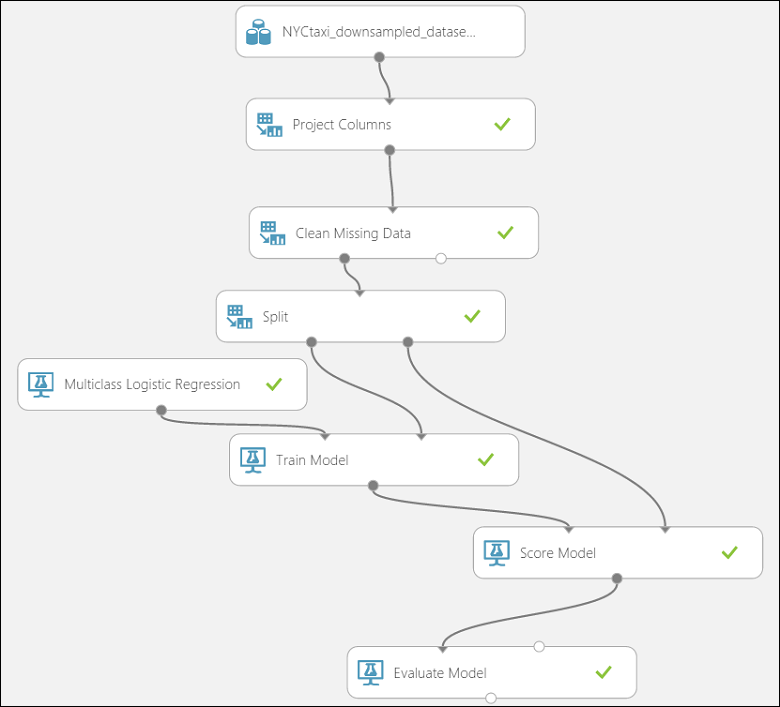 NYCtaxi_downsampled_datase...
Project Columns
Clean Missing Data
Split
Multiclass Logistic Regression
Train Model
Score Model
Evaluate Model